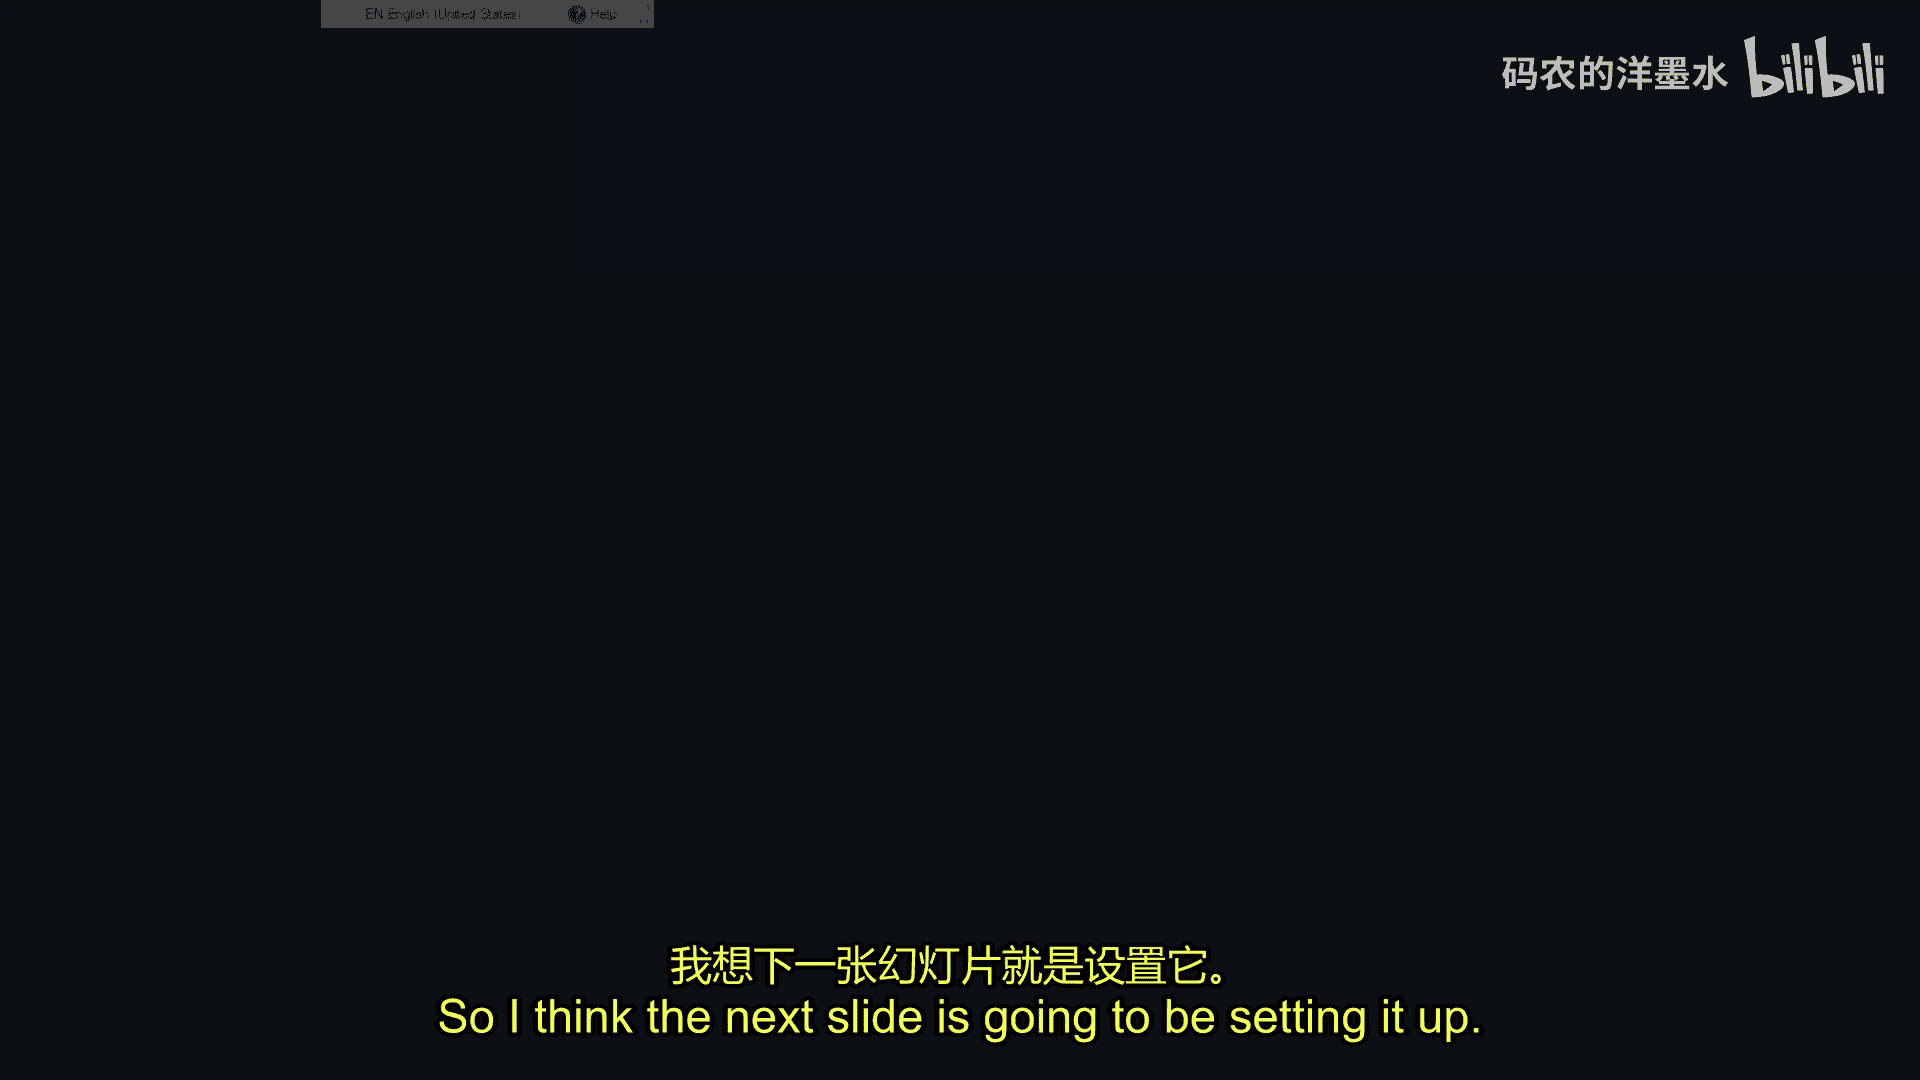 EN English (United States) Help
码农的洋墨水 bilibili
我想下一张幻灯片就是设置它。
So I think the next slide is going to be setting it up.